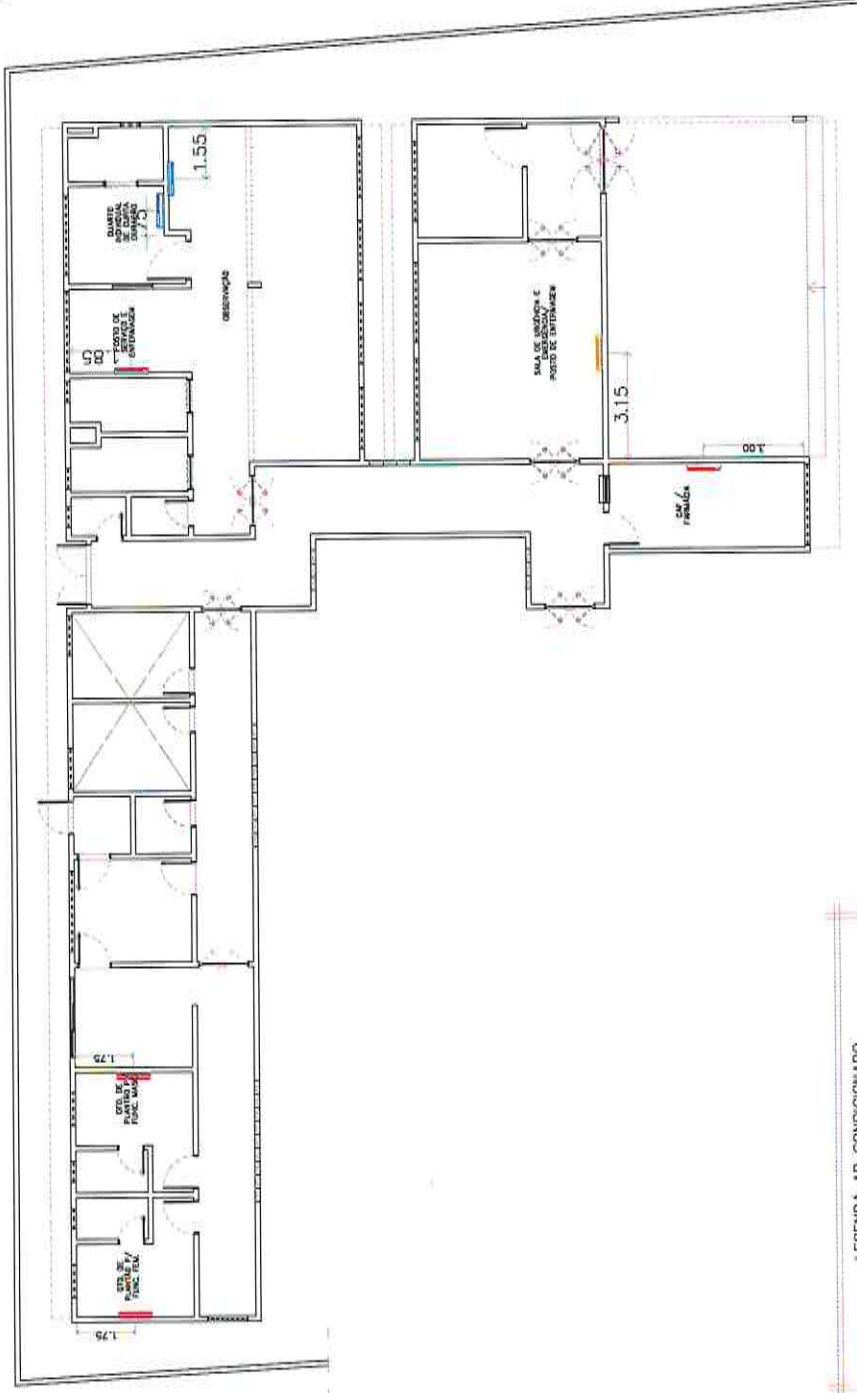 QUARTO
INDIVIDUAL
DE CURTA
DURAÇÃO
.75
1.55
POSTO DE
SERVIÇO E
ENFERMAGEM
OBSERVAÇÃO
SALA DE URGÊNCIA E
EMERGÊNCIA/
POSTO DE ENFERMAGEM
3.15
3.00
CAF /
FARMÁCIA
1.75
QTO. DE
PLANTÃO P/
FUNC. MASC.
QTO. DE
PLANTÃO P/
FUNC. FEM.
1.75
LEGENDA AR CONDICIONADO